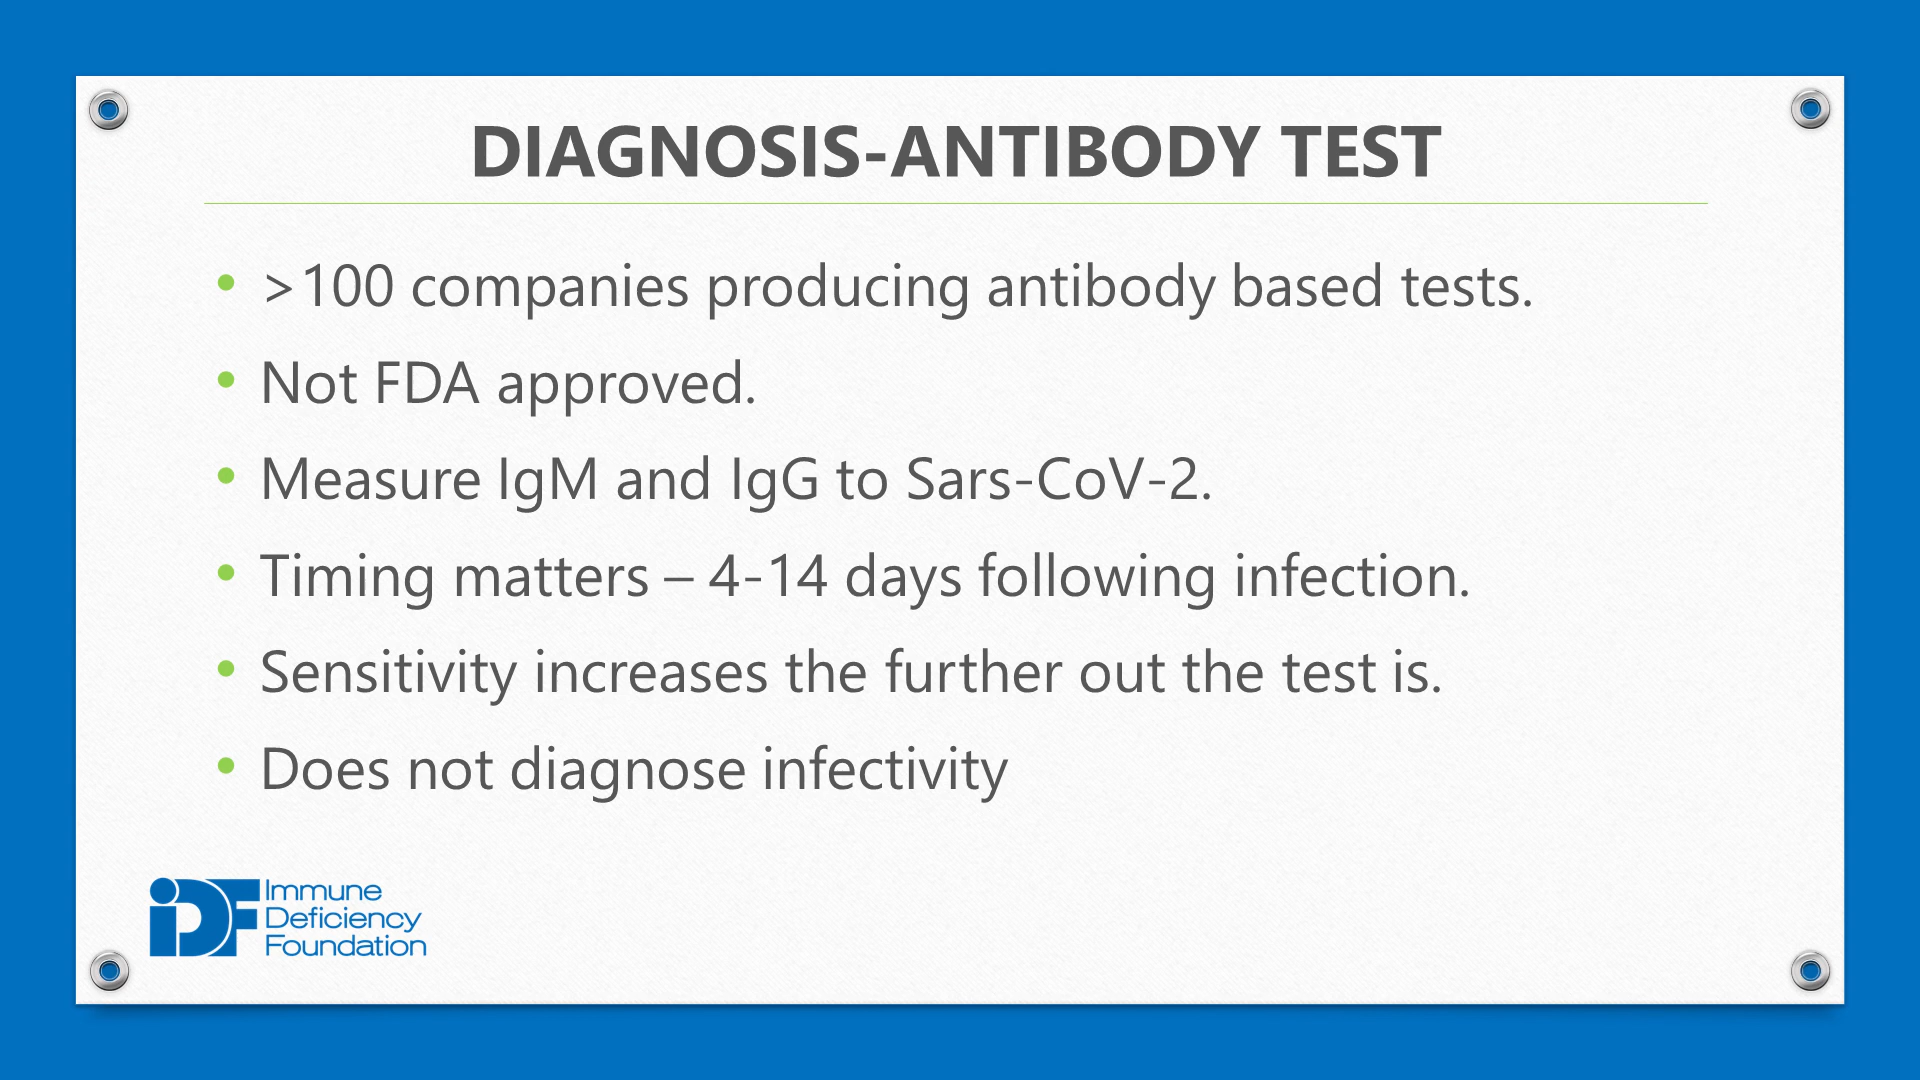 DIAGNOSIS-ANTIBODY TEST
• >100 companies producing antibody based tests.
• Not FDA approved.
• Measure IgM and IgG to Sars-CoV-2.
• Timing matters – 4-14 days following infection.
• Sensitivity increases the further out the test is.
• Does not diagnose infectivity
iDF
Immune
Deficiency
Foundation